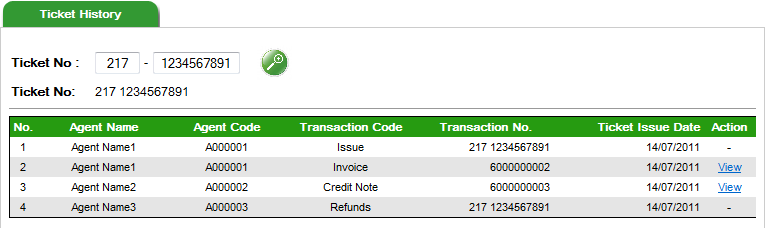 Ticket History
Ticket No : 217 - 1234567891
Ticket No: 217 1234567891
No. Agent Name Agent Code Transaction Code Transaction No. Ticket Issue Date Action
1 Agent Name1 A000001 Issue 217 1234567891 14/07/2011 -
2 Agent Name1 A000001 Invoice 6000000002 14/07/2011 View
3 Agent Name2 A000002 Credit Note 6000000003 14/07/2011 View
4 Agent Name3 A000003 Refunds 217 1234567891 14/07/2011 -